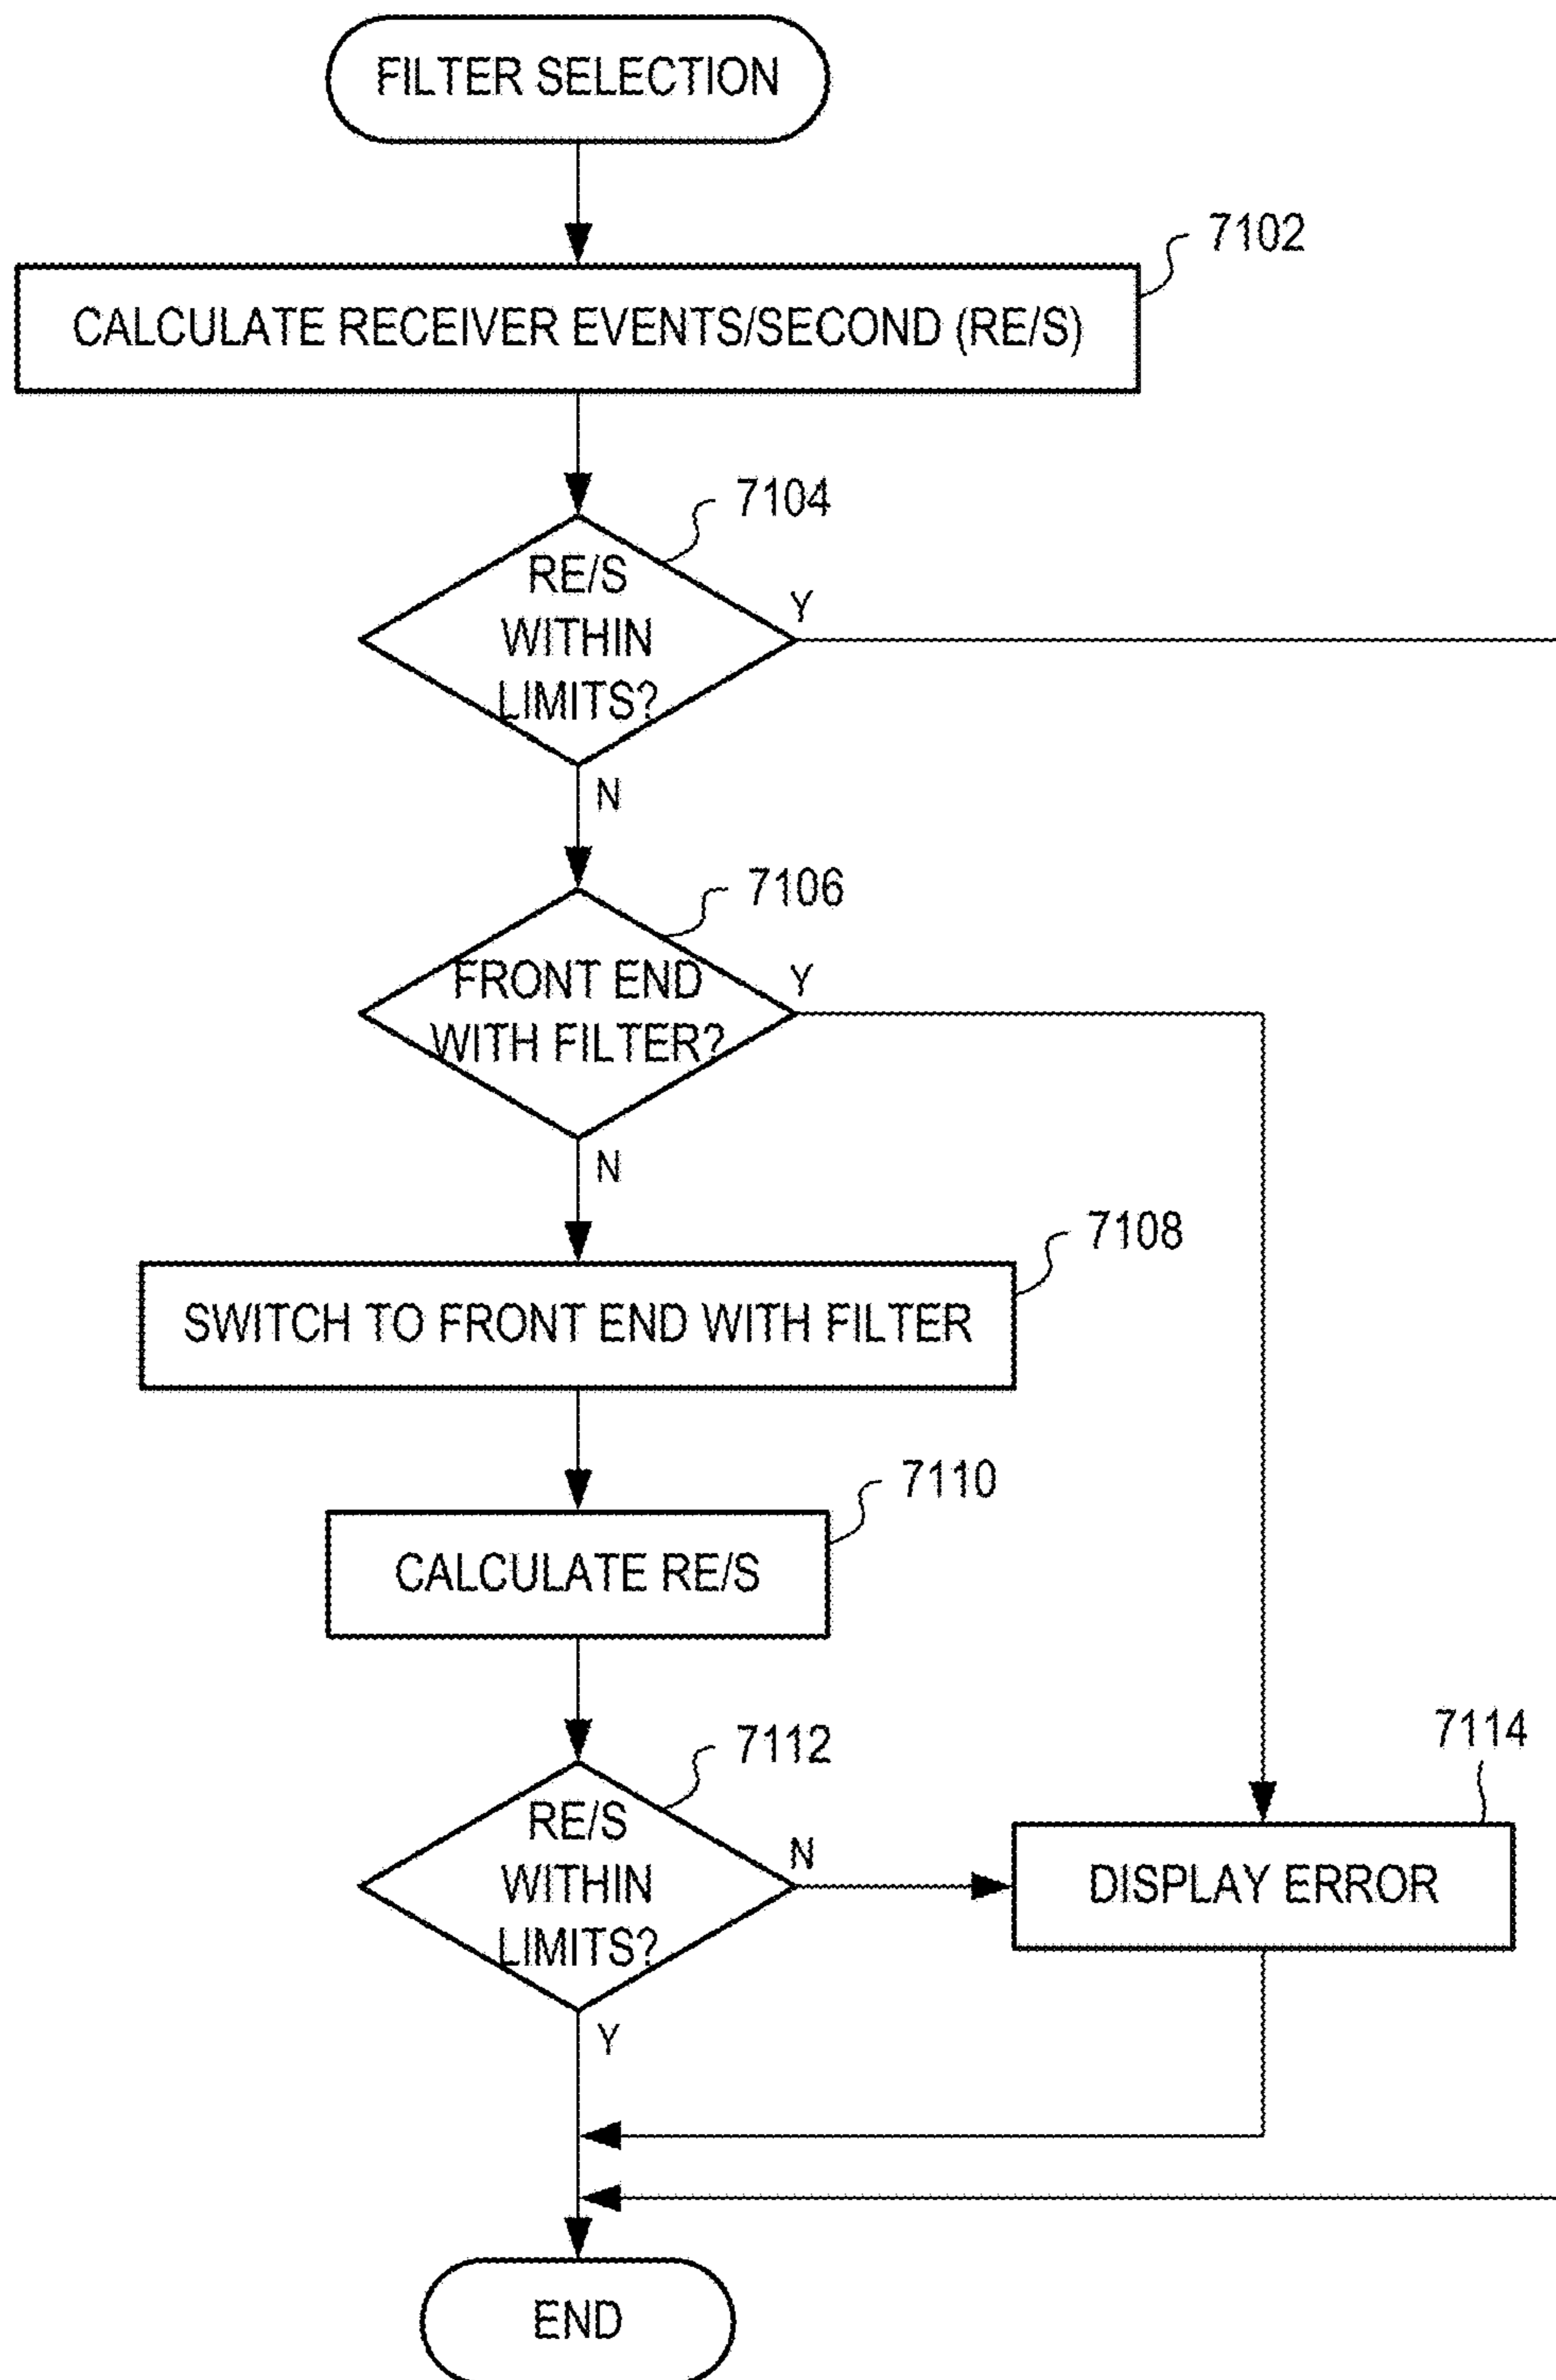 FILTER SELECTION
7102
CALCULATE RECEIVER EVENTS/SECOND (RE/S)
7104
RE/S
WITHIN
LIMITS?
Y
N
7106
FRONT END
WITH FILTER?
Y
N
7108
SWITCH TO FRONT END WITH FILTER
7110
CALCULATE RE/S
7112
RE/S
WITHIN
LIMITS?
N
Y
7114
DISPLAY ERROR
END